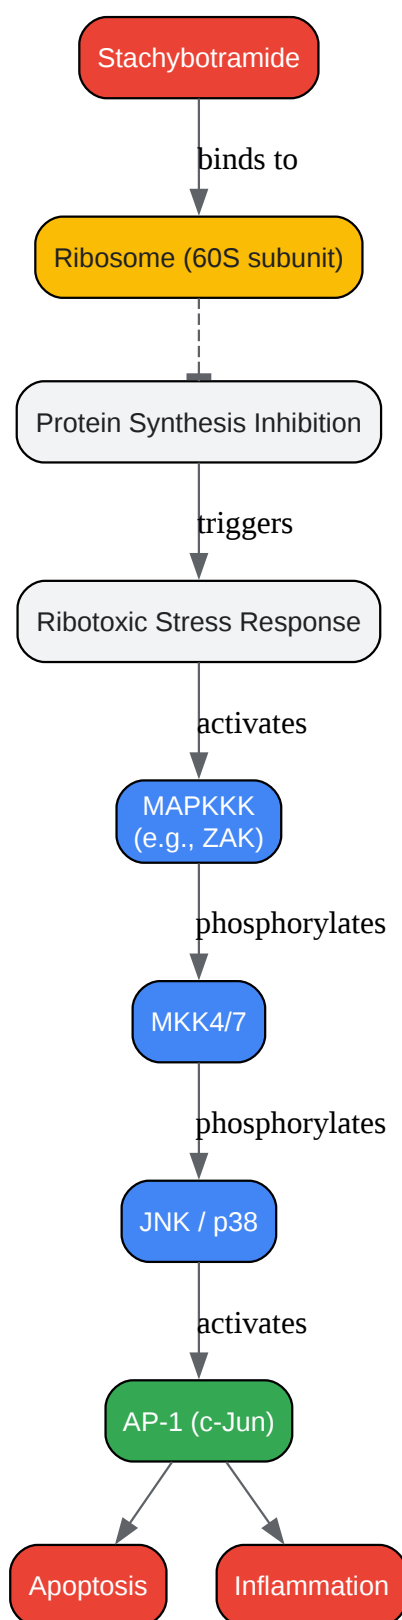 Stachybotramide
binds to
Ribosome (60S subunit)
Protein Synthesis Inhibition
triggers
Ribotoxic Stress Response
activates
MAPKKK
(e.g., ZAK)
phosphorylates
MKK4/7
phosphorylates
JNK / p38
activates
AP-1 (c-Jun)
Apoptosis
Inflammation